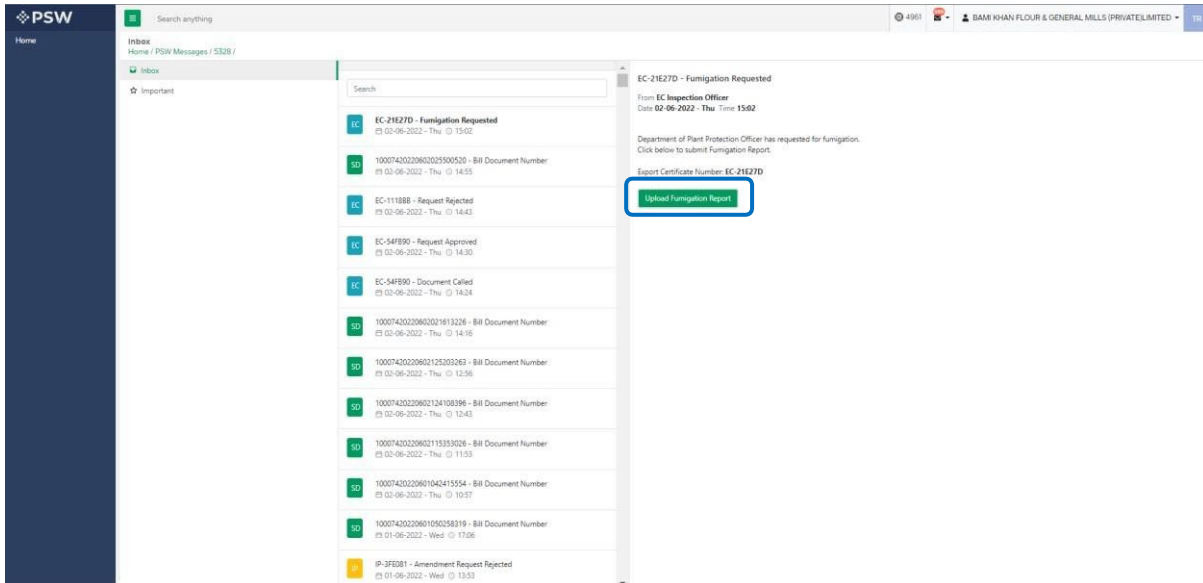 PSW
Search anything
4961
BAMI KHAN FLOUR & GENERAL MILLS (PRIVATE)LIMITED
TR
Home
Inbox
Home / PSW Messages / 5328 /
Inbox
Important
Search
EC
EC-21E27D - Fumigation Requested
02-06-2022 - Thu 15:02
SD
10007420220602025500520 - Bill Document Number
02-06-2022 - Thu 14:55
EC
EC-1118BB - Request Rejected
02-06-2022 - Thu 14:43
EC
EC-54FB90 - Request Approved
02-06-2022 - Thu 14:30
EC
EC-54FB90 - Document Called
02-06-2022 - Thu 14:24
SD
10007420220602021613226 - Bill Document Number
02-06-2022 - Thu 14:16
SD
10007420220602125203263 - Bill Document Number
02-06-2022 - Thu 12:56
SD
10007420220602124108396 - Bill Document Number
02-06-2022 - Thu 12:43
SD
10007420220602115353026 - Bill Document Number
02-06-2022 - Thu 11:53
SD
10007420220601042415554 - Bill Document Number
02-06-2022 - Thu 10:57
SD
10007420220601050258319 - Bill Document Number
01-06-2022 - Wed 17:06
IP-3FE081 - Amendment Request Rejected
01-06-2022 - Wed 13:53
EC-21E27D - Fumigation Requested
From EC Inspection Officer
Date 02-06-2022 - Thu Time 15:02
Department of Plant Protection Officer has requested for fumigation.
Click below to submit Fumigation Report.
Export Certificate Number: EC-21E27D
Upload Fumigation Report